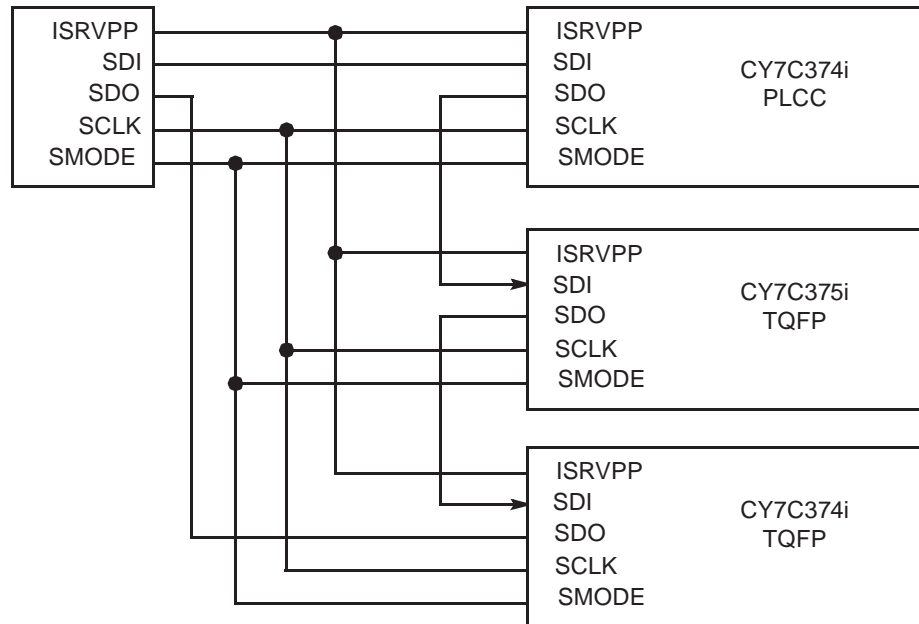 ISRVPP
SDI
SDO
SCLK
SMODE
ISRVPP
SDI
SDO
SCLK
SMODE
CY7C374i
PLCC
ISRVPP
SDI
SDO
SCLK
SMODE
CY7C375i
TQFP
ISRVPP
SDI
SDO
SCLK
SMODE
CY7C374i
TQFP